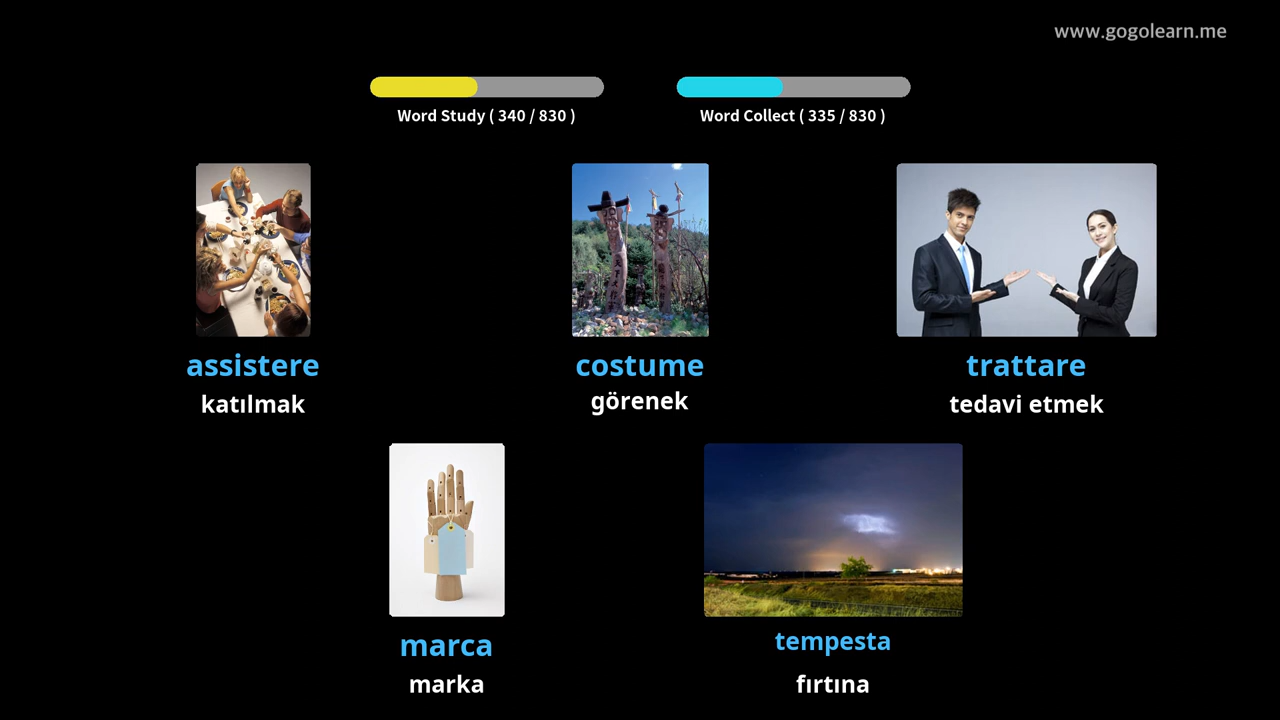 www.gogolearn.me
Word Study ( 340 / 830 )
Word Collect ( 335 / 830 )
assistere
katılmak
costume
görenek
trattare
tedavi etmek
marca
marka
tempesta
fırtına